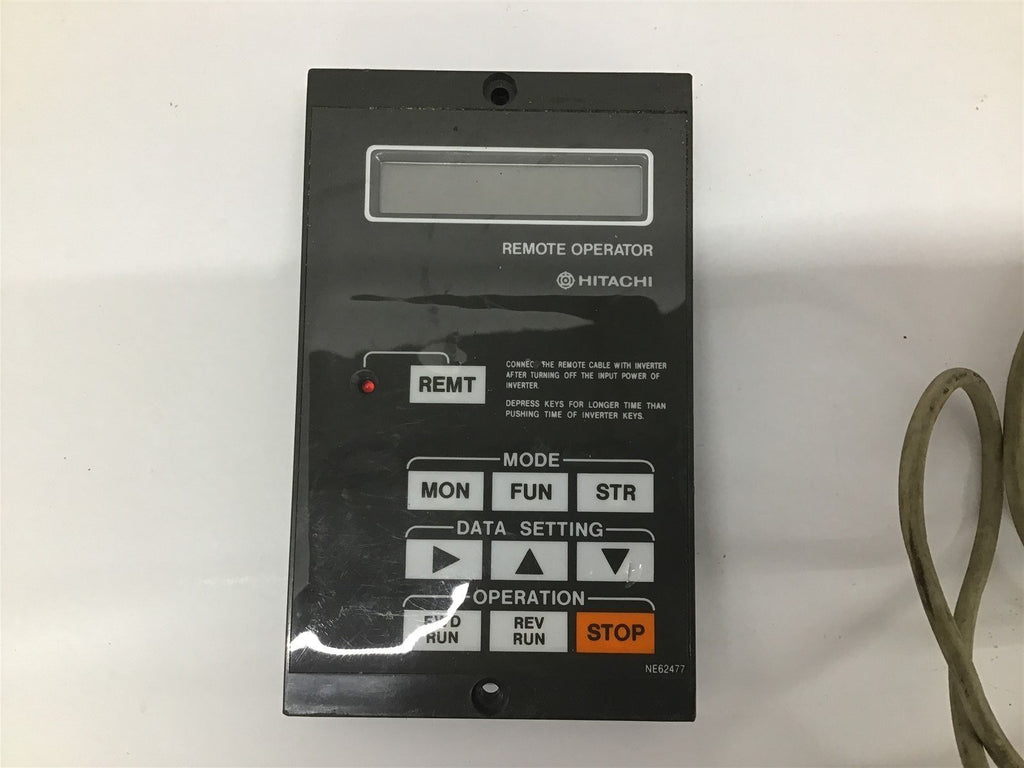 REMOTE OPERATOR
HITACHI
REMT
CONNEC THE REMOTE CABLE WITH INVERTER
AFTER TURNING OFF THE INPUT POWER OF
INVERTER.
DEPRESS KEYS FOR LONGER TIME THAN
PUSHING TIME OF INVERTER KEYS.
MODE
MON FUN STR
DATA SETTING
OPERATION
FWD RUN
REV RUN
STOP
NE62477